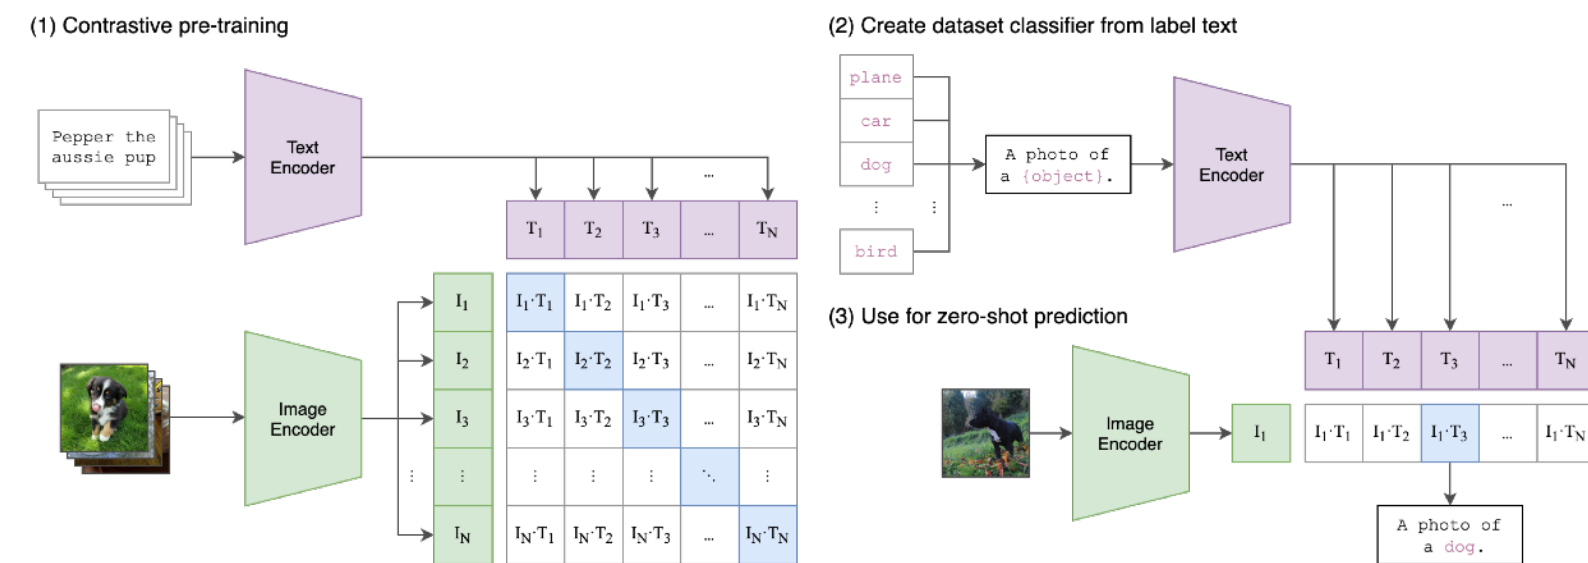 (1) Contrastive pre-training
Pepper the
aussie pup
Text
Encoder
...
T1 T2 T3 ... TN
I1 I1·T1 I1·T2 I1·T3 ... I1·TN
I2 I2·T1 I2·T2 I2·T3 ... I2·TN
Image
Encoder
I3 I3·T1 I3·T2 I3·T3 ... I3·TN
⋮ ⋮ ⋮ ⋮ ⋮ ⋱ ⋮
IN IN·T1 IN·T2 IN·T3 ... IN·TN
(2) Create dataset classifier from label text
plane
car
dog
⋮ ⋮
bird
A photo of
a {object}.
Text
Encoder
...
(3) Use for zero-shot prediction
T1 T2 T3 ... TN
Image
Encoder
I1 I1·T1 I1·T2 I1·T3 ... I1·TN
A photo of
a dog.